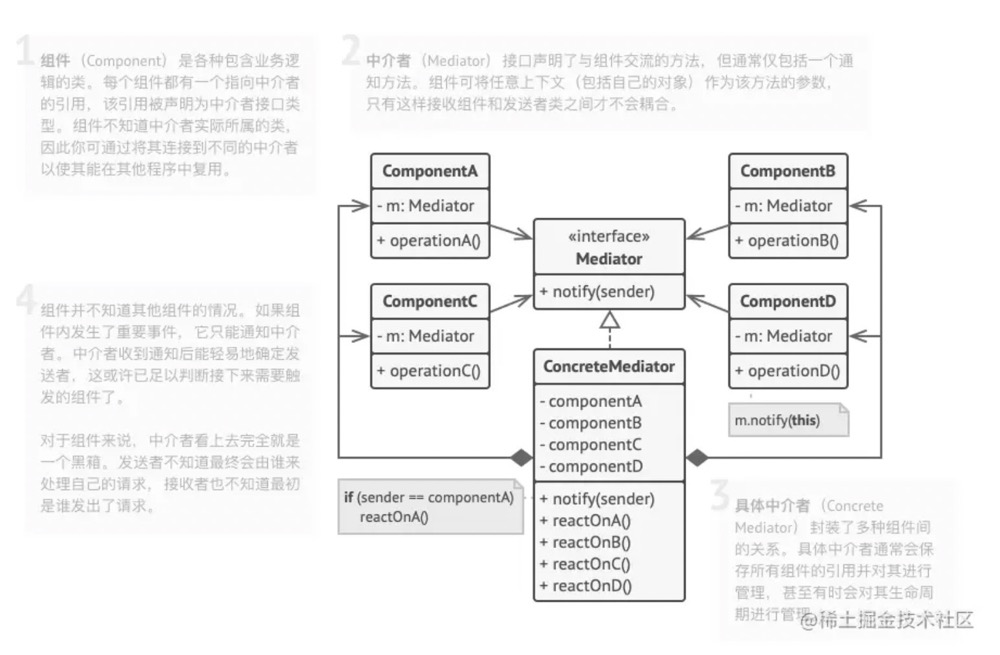 1
组件 （Component） 是各种包含业务逻
辑的类。每个组件都有一个指向中介者
的引用， 该引用被声明为中介者接口类
型。 组件不知道中介者实际所属的类，
因此你可通过将其连接到不同的中介者
以使其能在其他程序中复用。
2
中介者 （Mediator） 接口声明了与组件交流的方法， 但通常仅包括一个通
知方法。 组件可将任意上下文（包括自己的对象） 作为该方法的参数，
只有这样接收组件和发送者类之间才不会耦合。
ComponentA
- m: Mediator
+ operationA()
ComponentB
- m: Mediator
+ operationB()
«interface»
Mediator
+ notify(sender)
4
组件并不知道其他组件的情况。 如果组
件内发生了重要事件， 它只能通知中介
者。 中介者收到通知后能轻易地确定发
送者， 这或许已足以判断接下来需要触
发的组件了。
对于组件来说， 中介者看上去完全就是
一个黑箱。 发送者不知道最终会由谁来
处理自己的请求， 接收者也不知道最初
是谁发出了请求。
ComponentC
- m: Mediator
+ operationC()
ComponentD
- m: Mediator
+ operationD()
m.notify(this)
ConcreteMediator
- componentA
- componentB
- componentC
- componentD
+ notify(sender)
+ reactOnA()
+ reactOnB()
+ reactOnC()
+ reactOnD()
if (sender == componentA)
reactOnA()
3
具体中介者 （Concrete
Mediator） 封装了多种组件间
的关系。 具体中介者通常会保
存所有组件的引用并对其进行
管理， 甚至有时会对其生命周
期进行管理
@稀土掘金技术社区